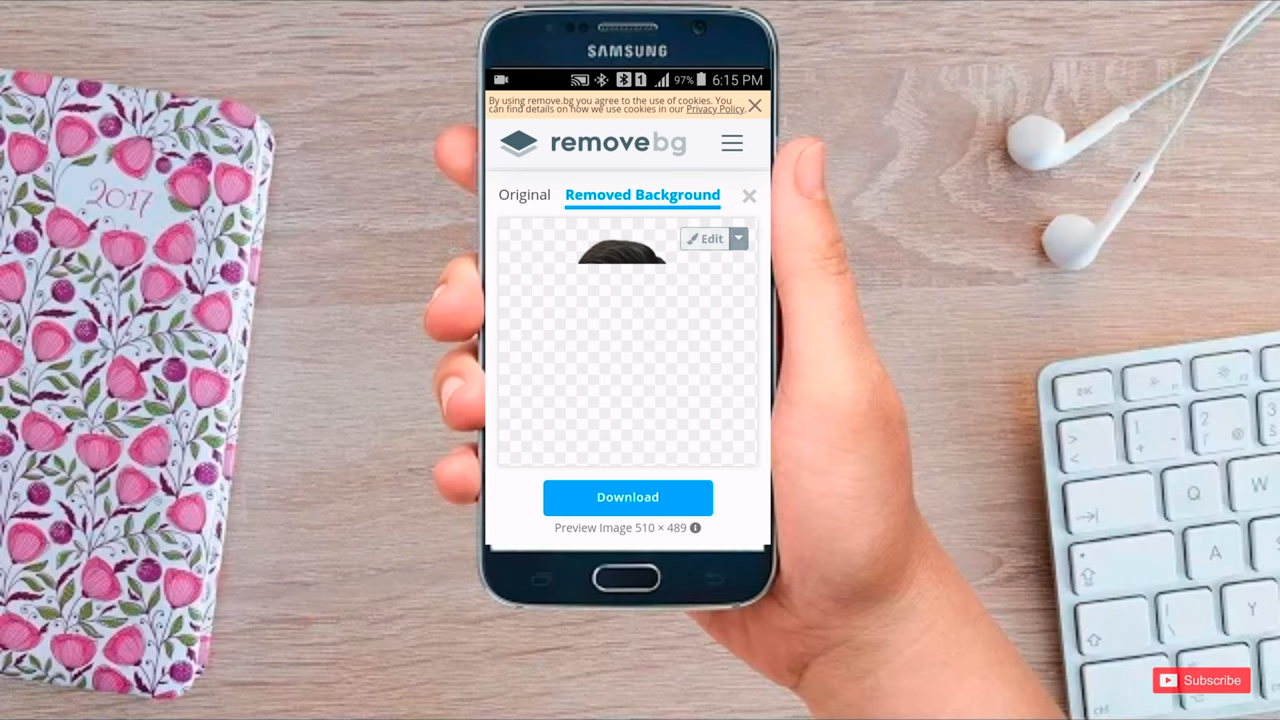 SAMSUNG
97% 6:15 PM
By using remove.bg you agree to the use of cookies. You
can find details on how we use cookies in our Privacy Policy.
removebg
Original Removed Background
Edit
Download
Preview Image 510 × 489
2017
esc
Q W
A
Y
Subscribe